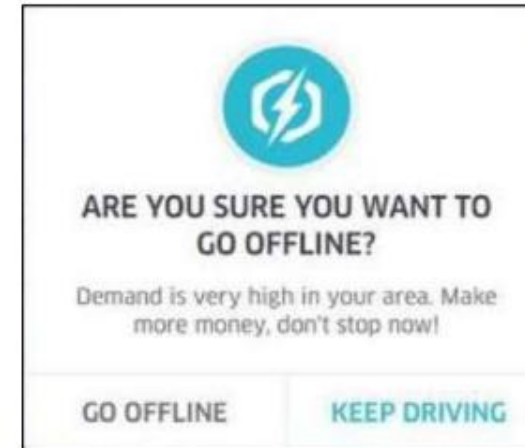 ARE YOU SURE YOU WANT TO
GO OFFLINE?
Demand is very high in your area. Make
more money, don't stop now!
GO OFFLINE
KEEP DRIVING